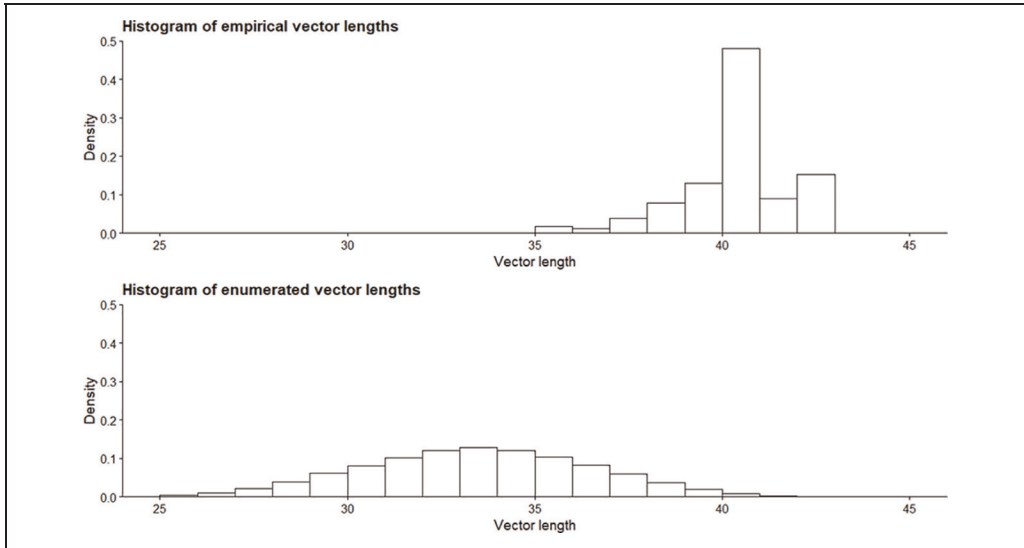 Histogram of empirical vector lengths
0.5
0.4
0.3
0.2
0.1
0.0
Density
25 30 35 40 45
Vector length
Histogram of enumerated vector lengths
0.5
0.4
0.3
0.2
0.1
0.0
Density
25 30 35 40 45
Vector length